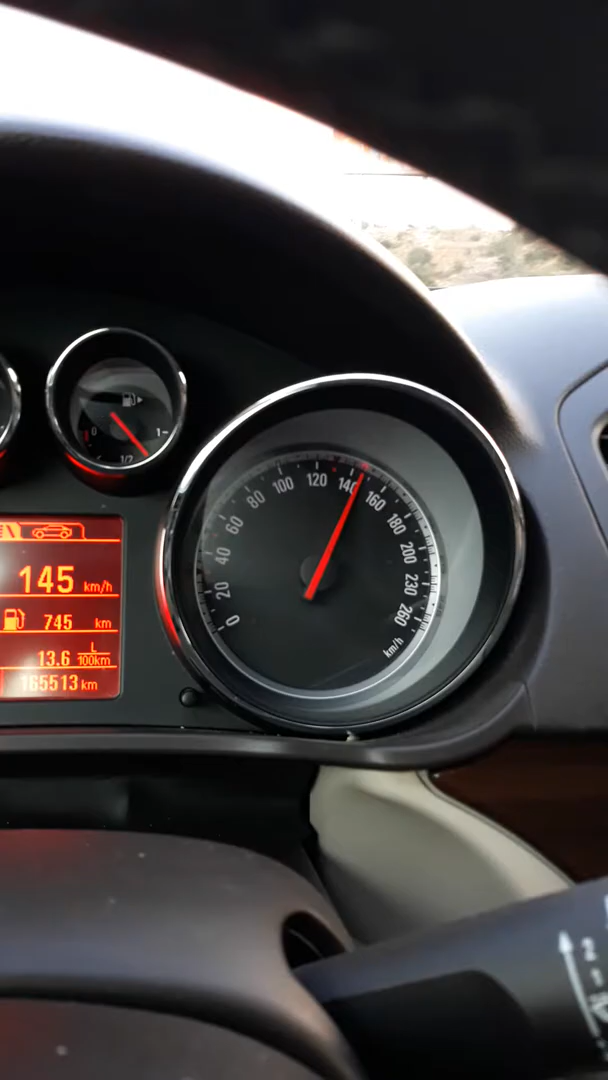 0 1/2 1
145 km/h
745 km
13.6 L/100km
165513 km
0 20 40 60 80 100 120 140 160 180 200 230 260
km/h